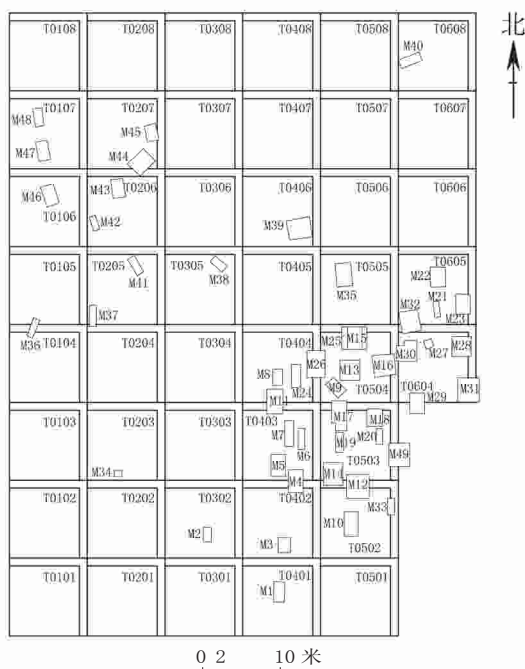 北
T0108 T0208 T0308 T0408 T0508 T0608
M40
T0107 T0207 T0307 T0407 T0507 T0607
M48
M45
M47
M44
M43 T0206 T0306 T0406 T0506 T0606
M46
T0106 M42 M39
T0105 T0205 T0305 T0405 T0505 T0605
M41 M38 M35 M22
M21
M37 M32 M23
M36
T0104 T0204 T0304 T0404 M25 M15 M30 M27 M28
M26 M13 M16
M8 M24 M9 T0504 T0604 M31
M11 M29
T0103 T0203 T0303 T0403 M17 M18
M7 M6 M19 M20
M5 T0503 M49
M34 M4 M14 M12
T0102 T0202 T0302 T0402 M33
M2 M3 M10
T0502
T0101 T0201 T0301 T0401 T0501
M1
0 2 10 米